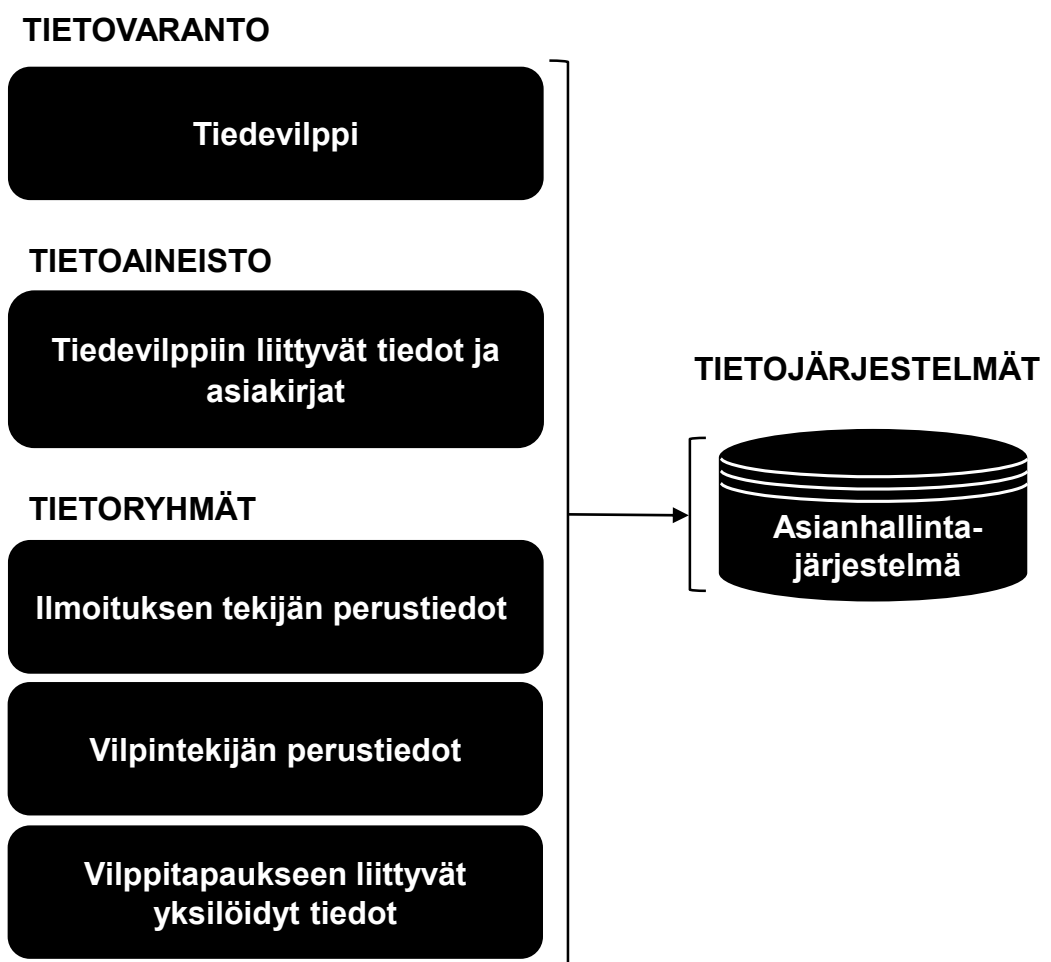 TIETOVARANTO
Tiedevilppi
TIETOAINEISTO
Tiedevilppiin liittyvät tiedot ja
asiakirjat
TIETORYHMÄT
Ilmoituksen tekijän perustiedot
Vilpintekijän perustiedot
Vilppitapaukseen liittyvät
yksilöidyt tiedot
TIETOJÄRJESTELMÄT
Asianhallinta-
järjestelmä